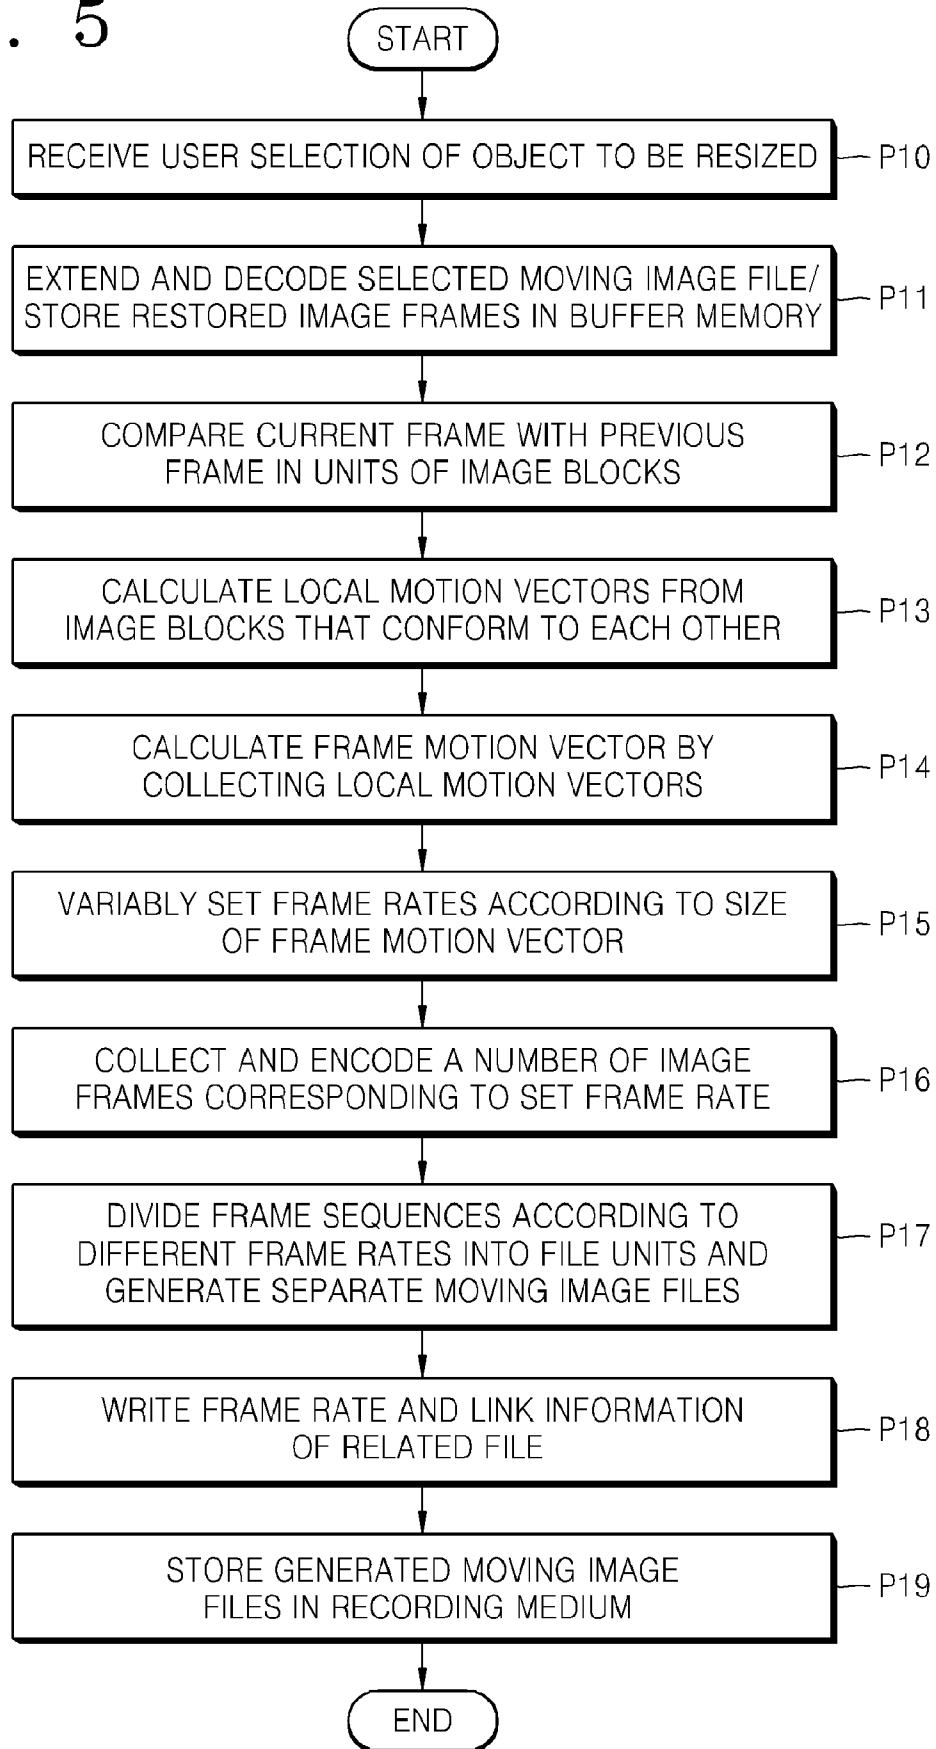 . 5
START
RECEIVE USER SELECTION OF OBJECT TO BE RESIZED
P10
EXTEND AND DECODE SELECTED MOVING IMAGE FILE/
STORE RESTORED IMAGE FRAMES IN BUFFER MEMORY
P11
COMPARE CURRENT FRAME WITH PREVIOUS
FRAME IN UNITS OF IMAGE BLOCKS
P12
CALCULATE LOCAL MOTION VECTORS FROM
IMAGE BLOCKS THAT CONFORM TO EACH OTHER
P13
CALCULATE FRAME MOTION VECTOR BY
COLLECTING LOCAL MOTION VECTORS
P14
VARIABLY SET FRAME RATES ACCORDING TO SIZE
OF FRAME MOTION VECTOR
P15
COLLECT AND ENCODE A NUMBER OF IMAGE
FRAMES CORRESPONDING TO SET FRAME RATE
P16
DIVIDE FRAME SEQUENCES ACCORDING TO
DIFFERENT FRAME RATES INTO FILE UNITS AND
GENERATE SEPARATE MOVING IMAGE FILES
P17
WRITE FRAME RATE AND LINK INFORMATION
OF RELATED FILE
P18
STORE GENERATED MOVING IMAGE
FILES IN RECORDING MEDIUM
P19
END